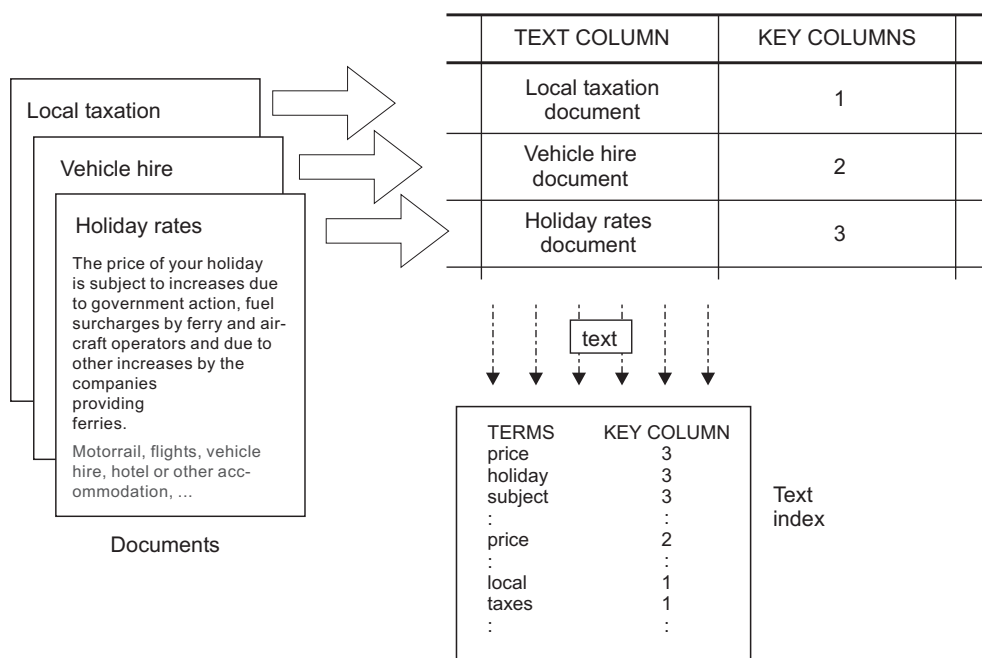 Local taxation
Vehicle hire
Holiday rates
The price of your holiday
is subject to increases due
to government action, fuel
surcharges by ferry and air-
craft operators and due to
other increases by the
companies
providing
ferries.
Motorrail, flights, vehicle
hire, hotel or other acc-
ommodation, ...
Documents
TEXT COLUMN KEY COLUMNS
Local taxation
document
1
Vehicle hire
document
2
Holiday rates
document
3
text
TERMS KEY COLUMN
price 3
holiday 3
subject 3
: :
price 2
: :
local 1
taxes 1
: :
Text
index